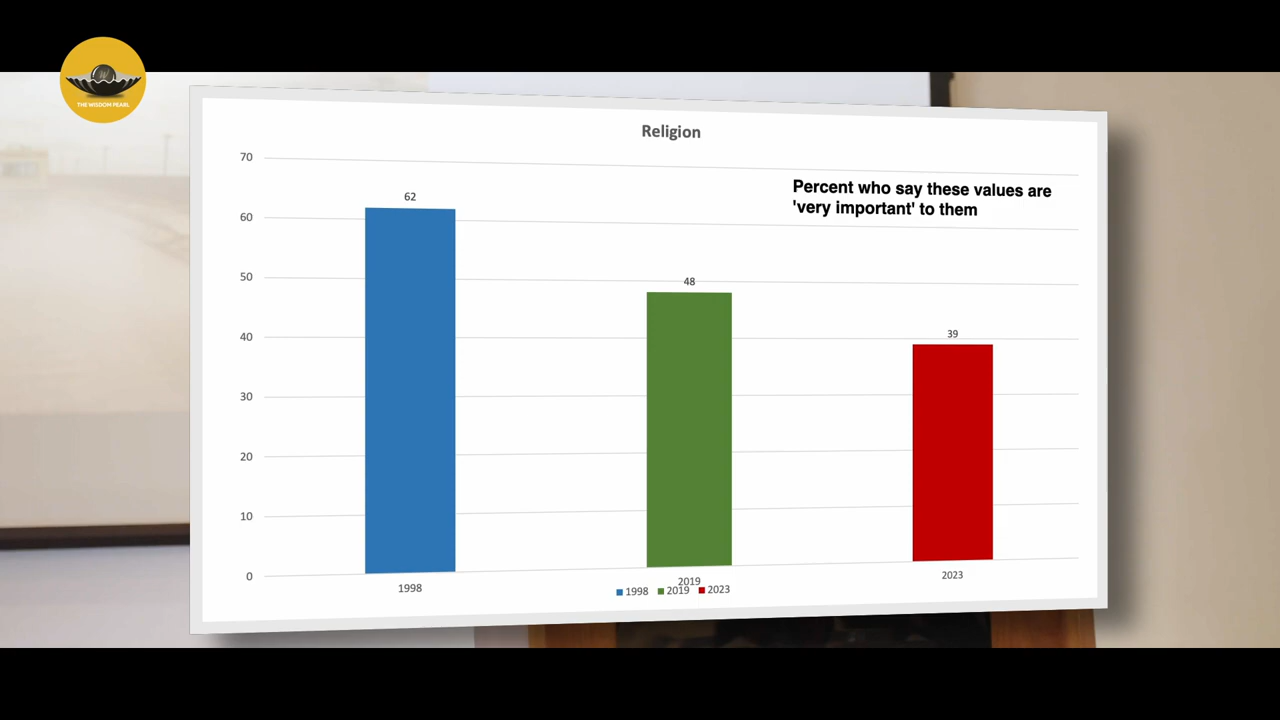 THE WISDOM PEARL
Religion
Percent who say these values are
'very important' to them
70
60
50
40
30
20
10
0
62
48
39
1998
2019
2023
1998 2019 2023